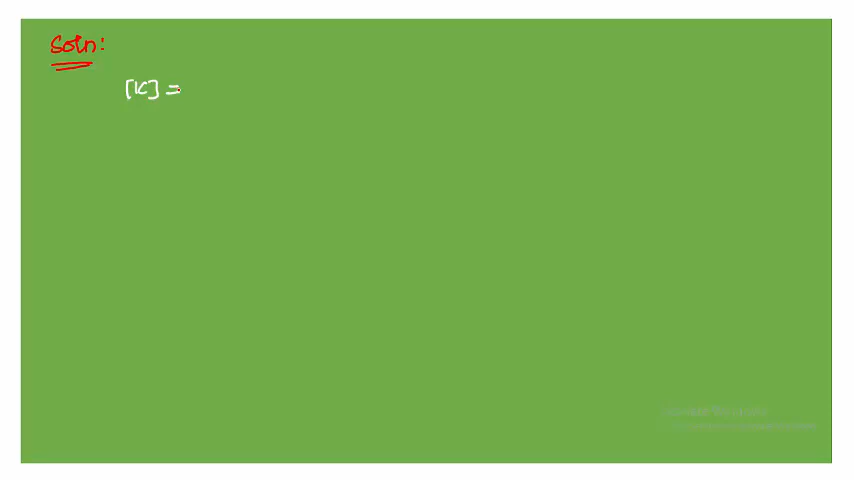 Soln:
[K] =